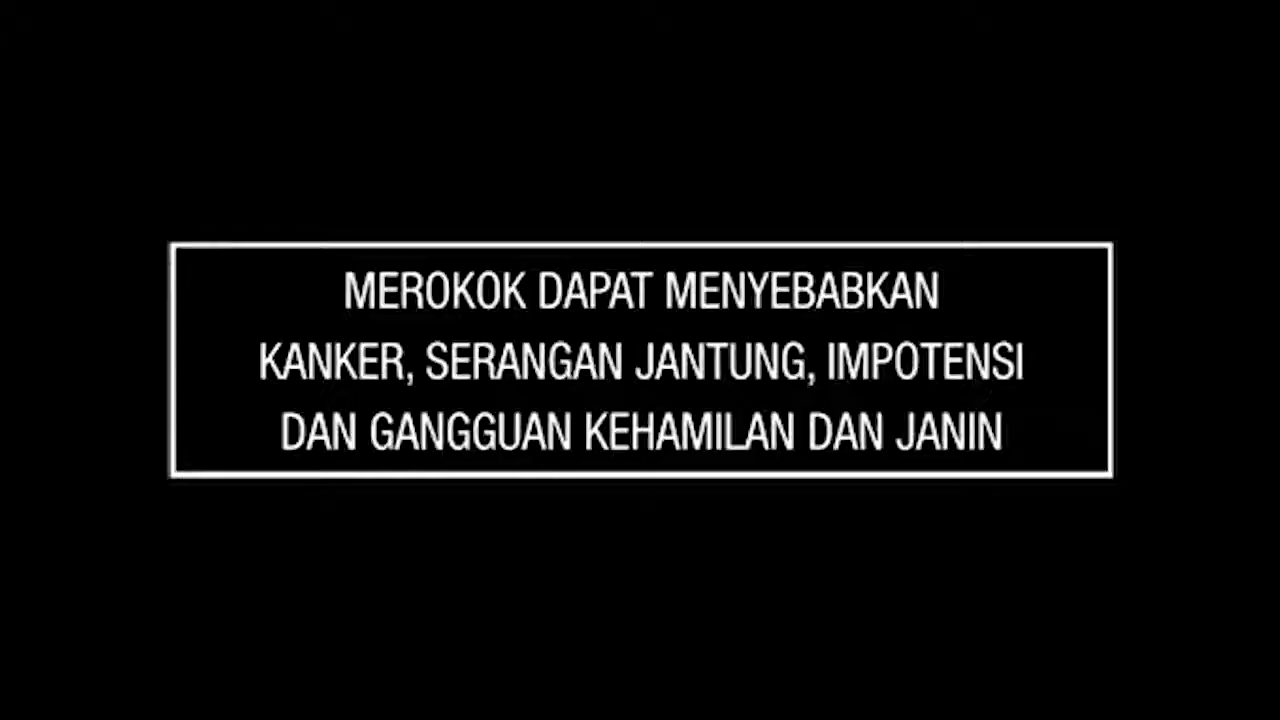 MEROKOK DAPAT MENYEBABKAN
KANKER, SERANGAN JANTUNG, IMPOTENSI
DAN GANGGUAN KEHAMILAN DAN JANIN